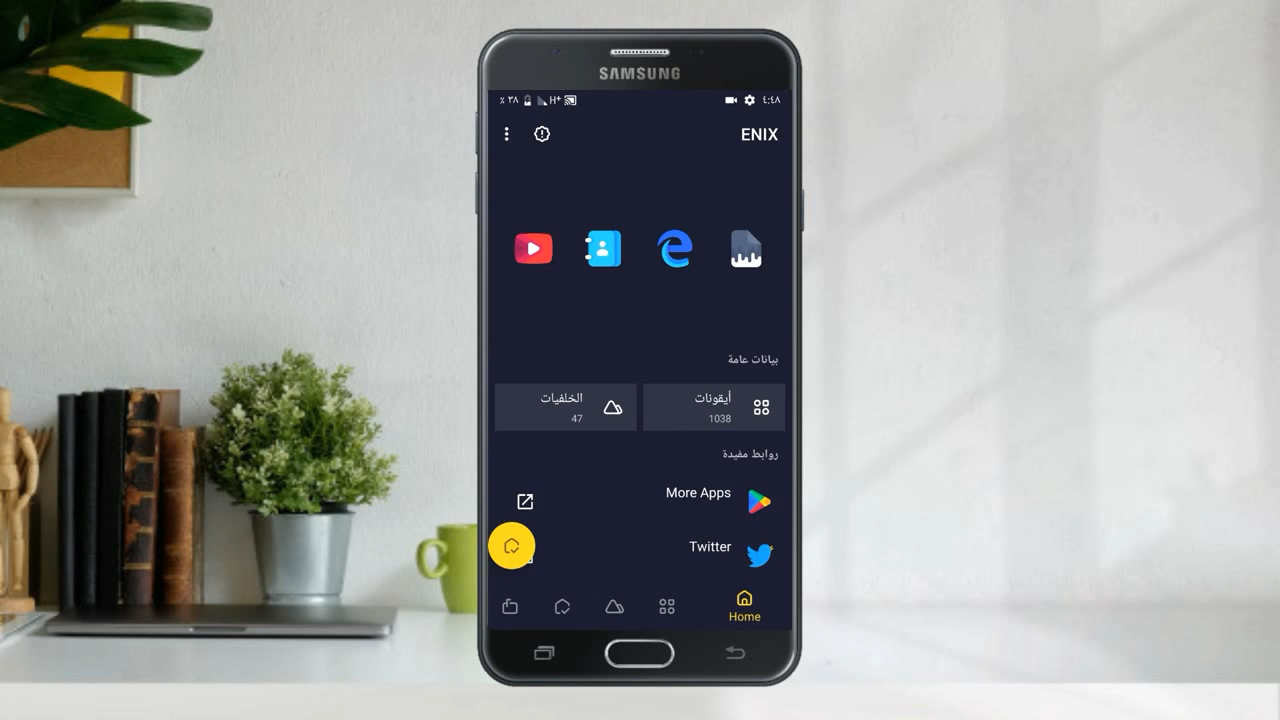 SAMSUNG
٤:٤٨
H+
٪ ٣٨
ENIX
بيانات عامة
أيقونات
1038
الخلفيات
47
روابط مفيدة
More Apps
Twitter
Home